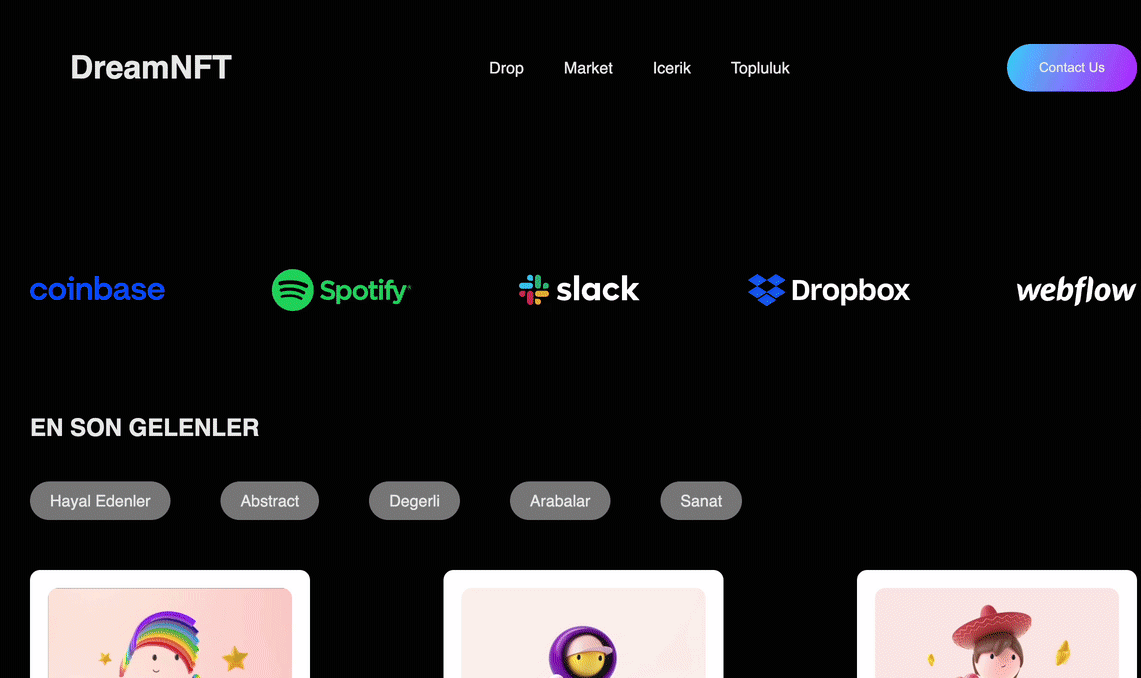 DreamNFT
Drop Market Icerik Topluluk
Contact Us
coinbase Spotify slack Dropbox webflow
EN SON GELENLER
Hayal Edenler Abstract Degerli Arabalar Sanat